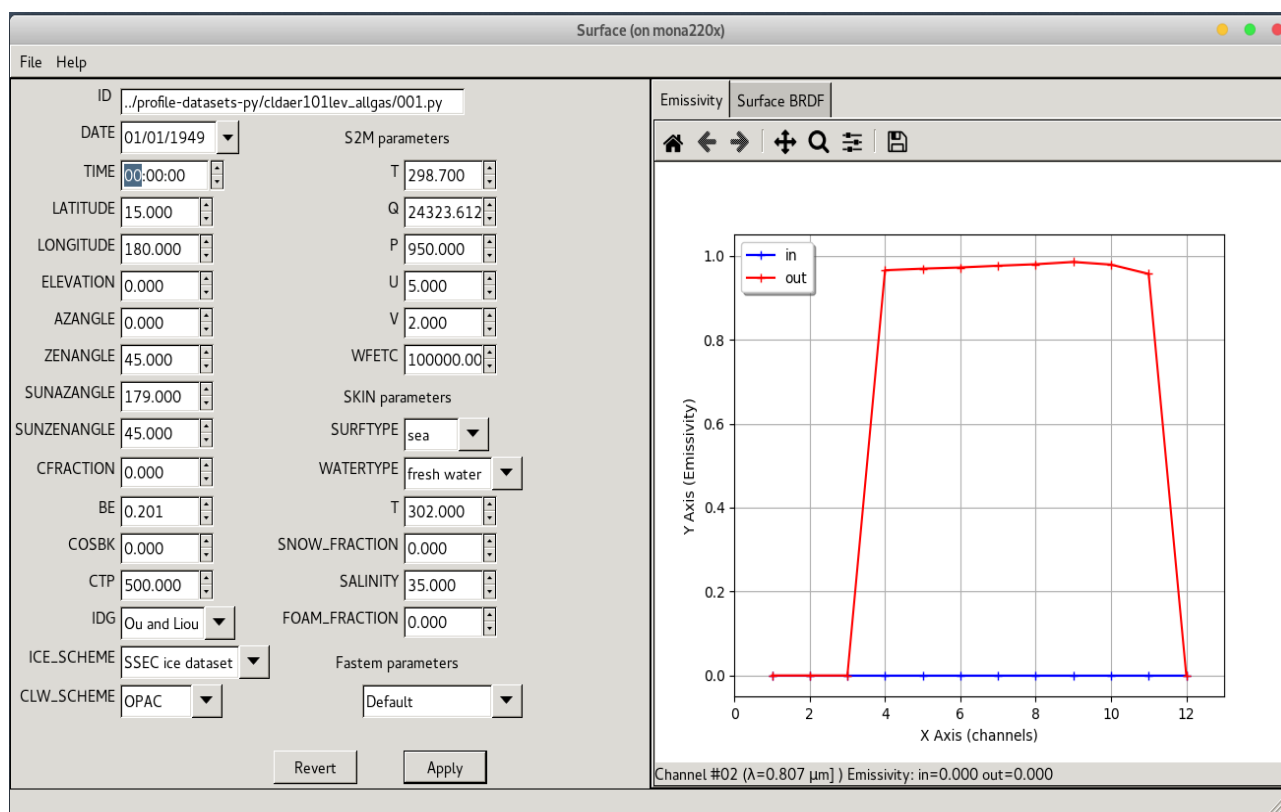 Surface (on mona220x)
File Help
ID ../profile-datasets-py/cldaer101lev_allgas/001.py
DATE 01/01/1949
TIME 00:00:00
LATITUDE 15.000
LONGITUDE 180.000
ELEVATION 0.000
AZANGLE 0.000
ZENANGLE 45.000
SUNAZANGLE 179.000
SUNZENANGLE 45.000
CFRACTION 0.000
BE 0.201
COSBK 0.000
CTP 500.000
IDG Ou and Liou
ICE_SCHEME SSEC ice dataset
CLW_SCHEME OPAC
S2M parameters
T 298.700
Q 24323.612
P 950.000
U 5.000
V 2.000
WFETC 100000.00
SKIN parameters
SURFTYPE sea
WATERTYPE fresh water
T 302.000
SNOW_FRACTION 0.000
SALINITY 35.000
FOAM_FRACTION 0.000
Fastem parameters
Default
Revert Apply
Emissivity Surface BRDF
in
out
Y Axis (Emissivity)
1.0
0.8
0.6
0.4
0.2
0.0
0 2 4 6 8 10 12
X Axis (channels)
Channel #02 (λ=0.807 µm] ) Emissivity: in=0.000 out=0.000